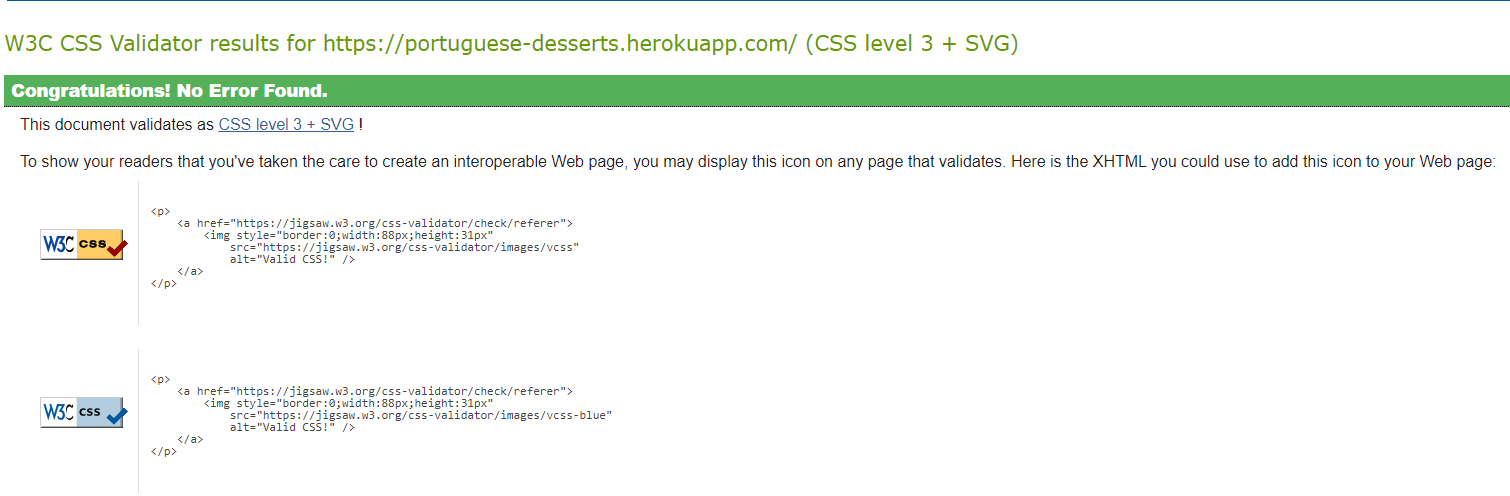 W3C CSS Validator results for https://portuguese-desserts.herokuapp.com/ (CSS level 3 + SVG)
Congratulations! No Error Found.
This document validates as CSS level 3 + SVG !
To show your readers that you've taken the care to create an interoperable Web page, you may display this icon on any page that validates. Here is the XHTML you could use to add this icon to your Web page:
W3C css
<p>
    <a href="https://jigsaw.w3.org/css-validator/check/referer">
        <img style="border:0;width:88px;height:31px"
            src="https://jigsaw.w3.org/css-validator/images/vcss"
            alt="Valid CSS!" />
    </a>
</p>
W3C css
<p>
    <a href="https://jigsaw.w3.org/css-validator/check/referer">
        <img style="border:0;width:88px;height:31px"
            src="https://jigsaw.w3.org/css-validator/images/vcss-blue"
            alt="Valid CSS!" />
    </a>
</p>